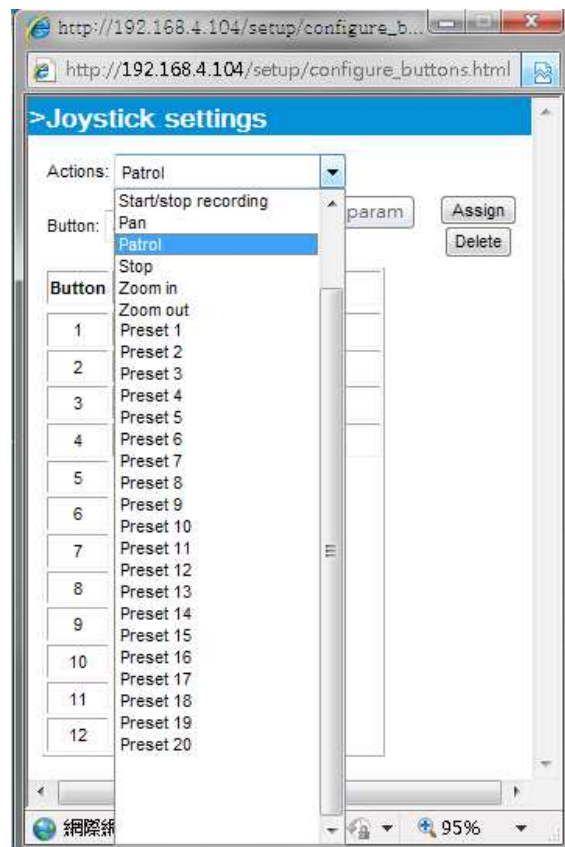 http://192.168.4.104/setup/configure_b...
http://192.168.4.104/setup/configure_buttons.html
>Joystick settings
Actions: Patrol
Start/stop recording
Button:
param
Assign
Pan
Patrol
Delete
Stop
Button
Zoom in
Zoom out
1
Preset 1
Preset 2
2
Preset 3
3
Preset 4
Preset 5
4
Preset 6
Preset 7
5
Preset 8
6
Preset 9
Preset 10
7
Preset 11
Preset 12
8
Preset 13
9
Preset 14
Preset 15
10
Preset 16
Preset 17
11
Preset 18
Preset 19
12
Preset 20
網際
95%